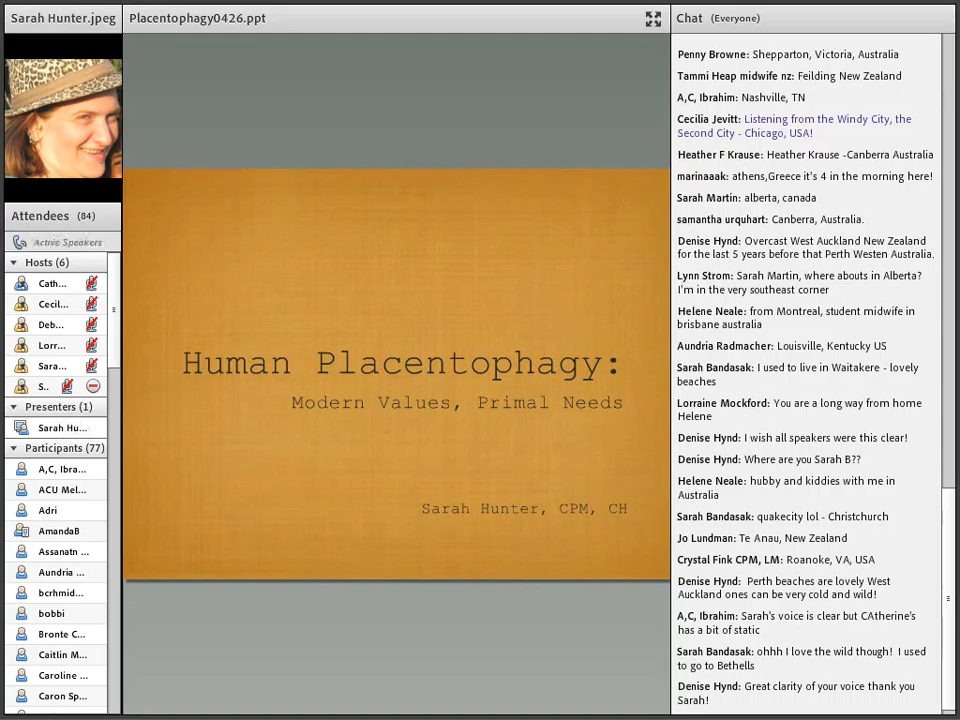 Sarah Hunter.jpeg
Attendees (84)
Active Speakers
Hosts (6)
Cath...
Cecil...
Deb...
Lorr...
Sara...
S..
Presenters (1)
Sarah Hu...
Participants (77)
A,C, Ibra...
ACU Mel...
Adri
AmandaB
Assanatn ...
Aundria ...
bcrhmid...
bobbi
Bronte C...
Caitlin M...
Caroline ...
Caron Sp...
Placentophagy0426.ppt
Human Placentophagy:
Modern Values, Primal Needs
Sarah Hunter, CPM, CH
Chat (Everyone)
Penny Browne: Shepparton, Victoria, Australia
Tammi Heap midwife nz: Feilding New Zealand
A,C, Ibrahim: Nashville, TN
Cecilia Jevitt: Listening from the Windy City, the
Second City - Chicago, USA!
Heather F Krause: Heather Krause -Canberra Australia
marinaaak: athens,Greece it's 4 in the morning here!
Sarah Martin: alberta, canada
samantha urquhart: Canberra, Australia.
Denise Hynd: Overcast West Auckland New Zealand
for the last 5 years before that Perth Westen Australia.
Lynn Strom: Sarah Martin, where abouts in Alberta?
I'm in the very southeast corner
Helene Neale: from Montreal, student midwife in
brisbane australia
Aundria Radmacher: Louisville, Kentucky US
Sarah Bandasak: I used to live in Waitakere - lovely
beaches
Lorraine Mockford: You are a long way from home
Helene
Denise Hynd: I wish all speakers were this clear!
Denise Hynd: Where are you Sarah B??
Helene Neale: hubby and kiddies with me in
Australia
Sarah Bandasak: quakecity lol - Christchurch
Jo Lundman: Te Anau, New Zealand
Crystal Fink CPM, LM: Roanoke, VA, USA
Denise Hynd: Perth beaches are lovely West
Auckland ones can be very cold and wild!
A,C, Ibrahim: Sarah's voice is clear but CAtherine's
has a bit of static
Sarah Bandasak: ohhh I love the wild though! I used
to go to Bethells
Denise Hynd: Great clarity of your voice thank you
Sarah!